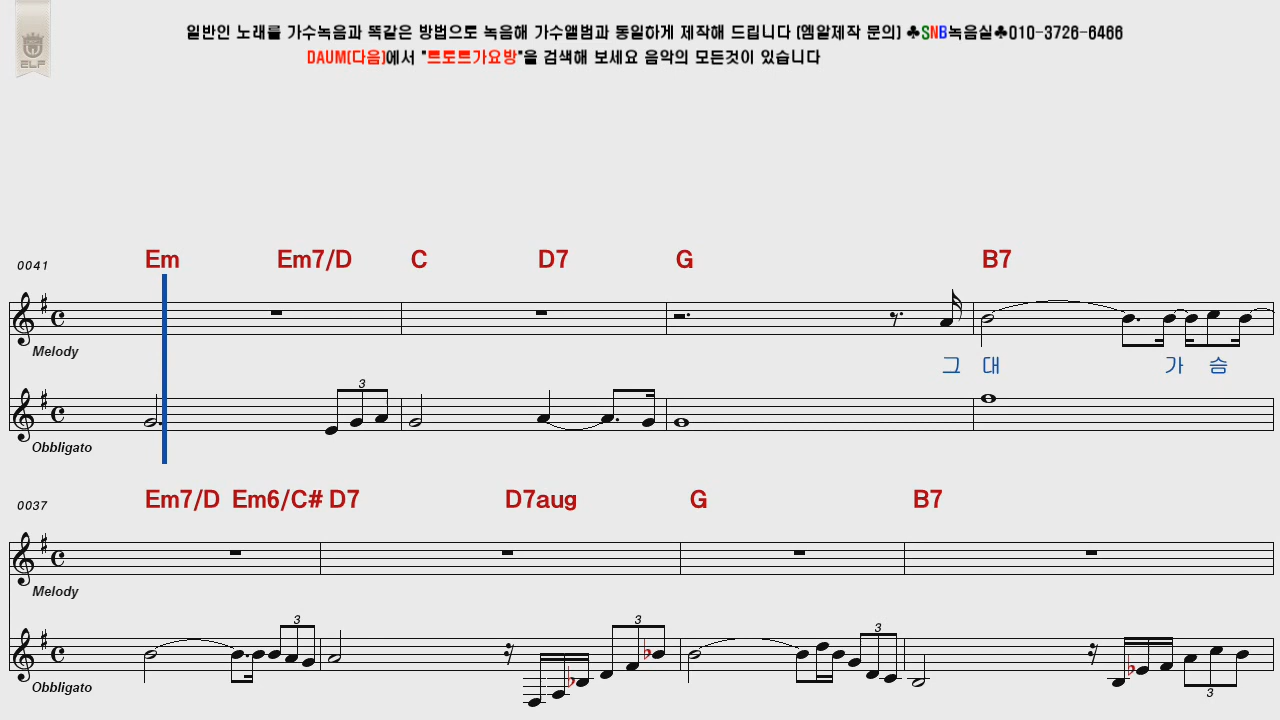 일반인 노래를 가수녹음과 똑같은 방법으로 녹음해 가수앨범과 동일하게 제작해 드립니다 (엠알제작 문의) ♣SNB녹음실♣010-3726-6466
ELF
DAUM(다음)에서 "트로트가요방"을 검색해 보세요 음악의 모든것이 있습니다
0041 Em Em7/D C D7 G B7
Melody
그 대 가 슴
3
Obbligato
0037 Em7/D Em6/C# D7 D7aug G B7
Melody
3 3 3
Obbligato
3